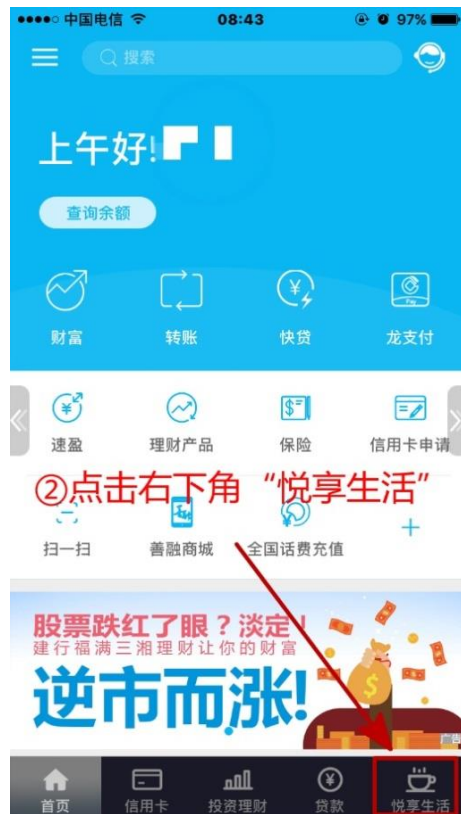 中国电信 08:43 97%
搜索
上午好!
查询余额
财富 转账 快贷 龙支付
速盈 理财产品 保险 信用卡申请
②点击右下角“悦享生活”
扫一扫 善融商城 全国话费充值
股票跌红了眼？淡定！
建行福满三湘理财让你的财富
逆市而涨!
广告
首页 信用卡 投资理财 贷款 悦享生活